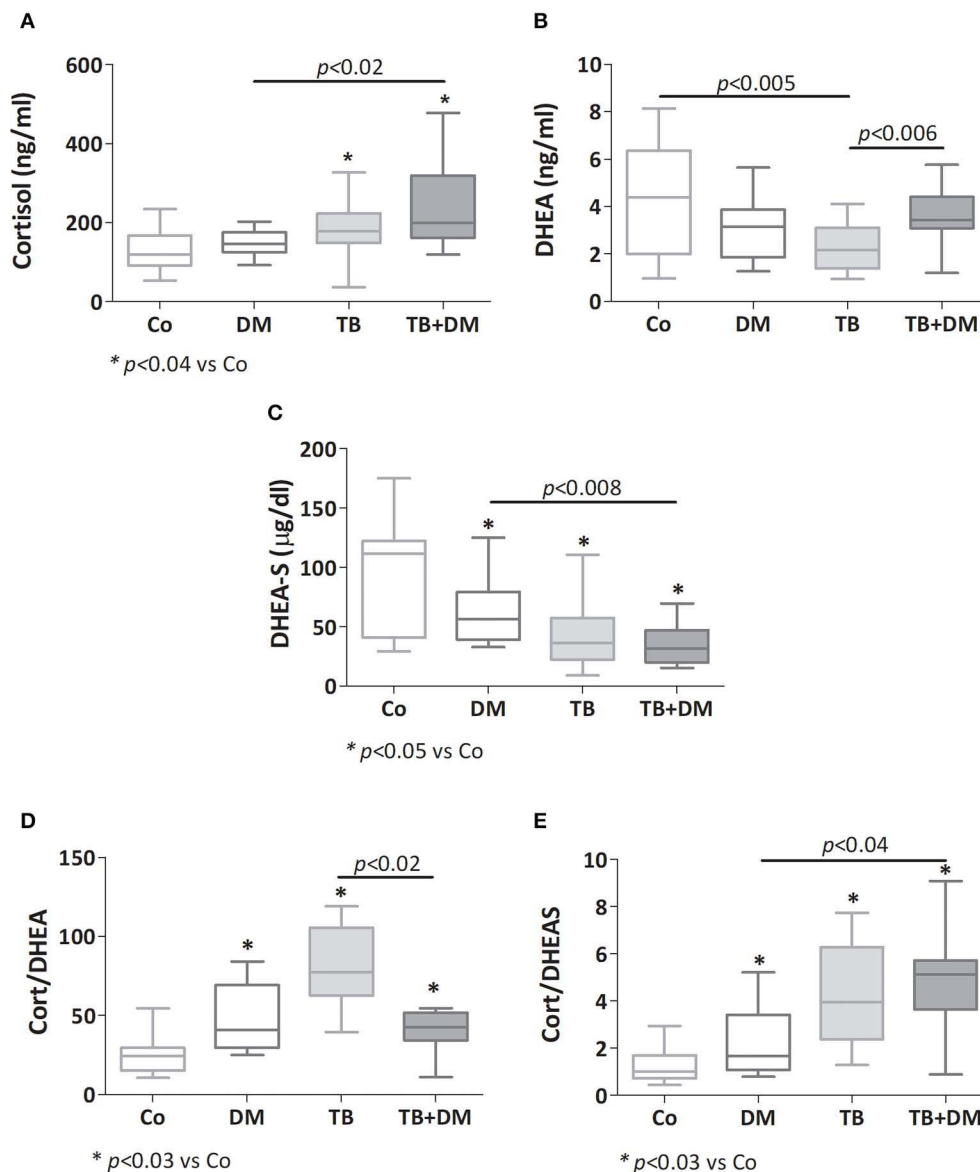 A
B
600
400
200
0
Cortisol (ng/ml)
p<0.02
*
*
Co DM TB TB+DM
* p<0.04 vs Co
10
8
6
4
2
0
DHEA (ng/ml)
p<0.005
p<0.006
Co DM TB TB+DM
C
200
150
100
50
0
DHEA-S (µg/dl)
p<0.008
*
*
*
Co DM TB TB+DM
* p<0.05 vs Co
D
E
150
100
50
0
Cort/DHEA
p<0.02
*
*
*
Co DM TB TB+DM
* p<0.03 vs Co
10
8
6
4
2
0
Cort/DHEAS
p<0.04
*
*
*
Co DM TB TB+DM
* p<0.03 vs Co